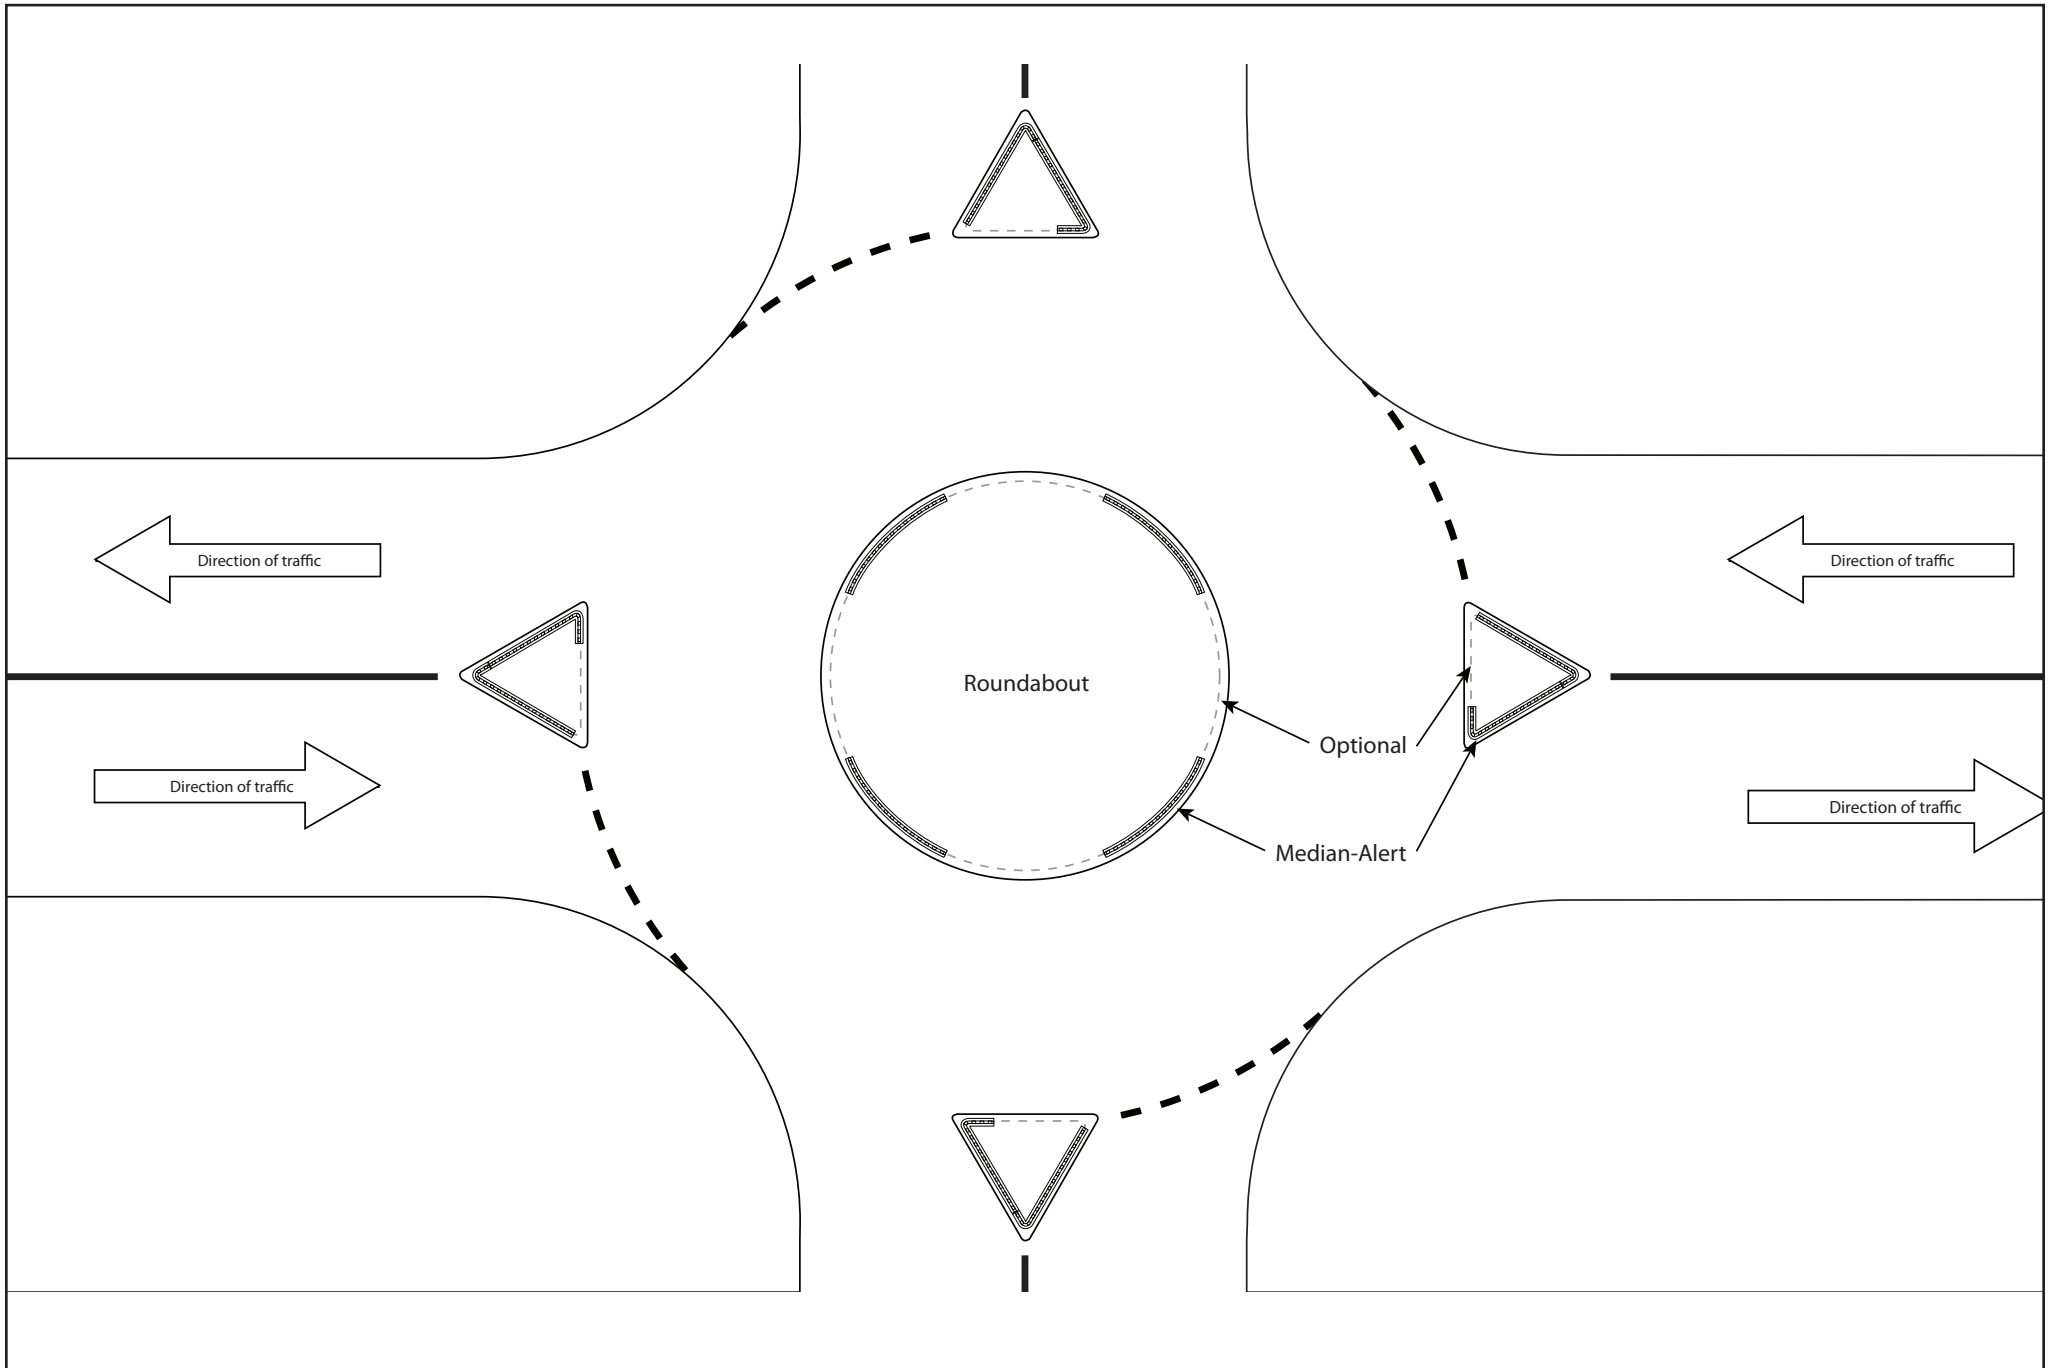 Direction of traffic
Direction of traffic
Roundabout
Optional
Direction of traffic
Direction of traffic
Median-Alert